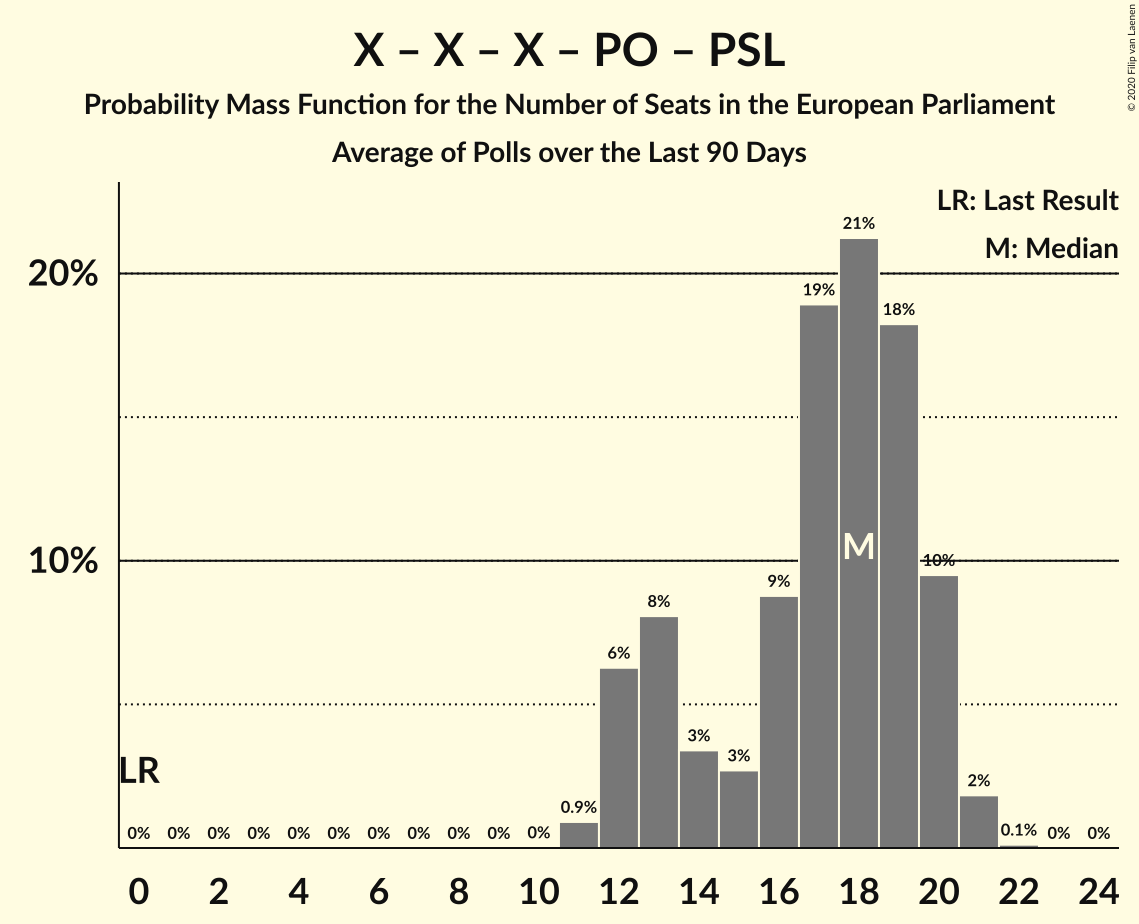 X – X – X – PO – PSL
Probability Mass Function for the Number of Seats in the European Parliament
Average of Polls over the Last 90 Days
© 2020 Filip van Laenen
LR: Last Result
M: Median
20%
10%
21%
19%
18%
10%
9%
8%
6%
3%
3%
2%
0.9%
0.1%
M
LR
0% 0% 0% 0% 0% 0% 0% 0% 0% 0% 0% 0% 0%
0 2 4 6 8 10 12 14 16 18 20 22 24